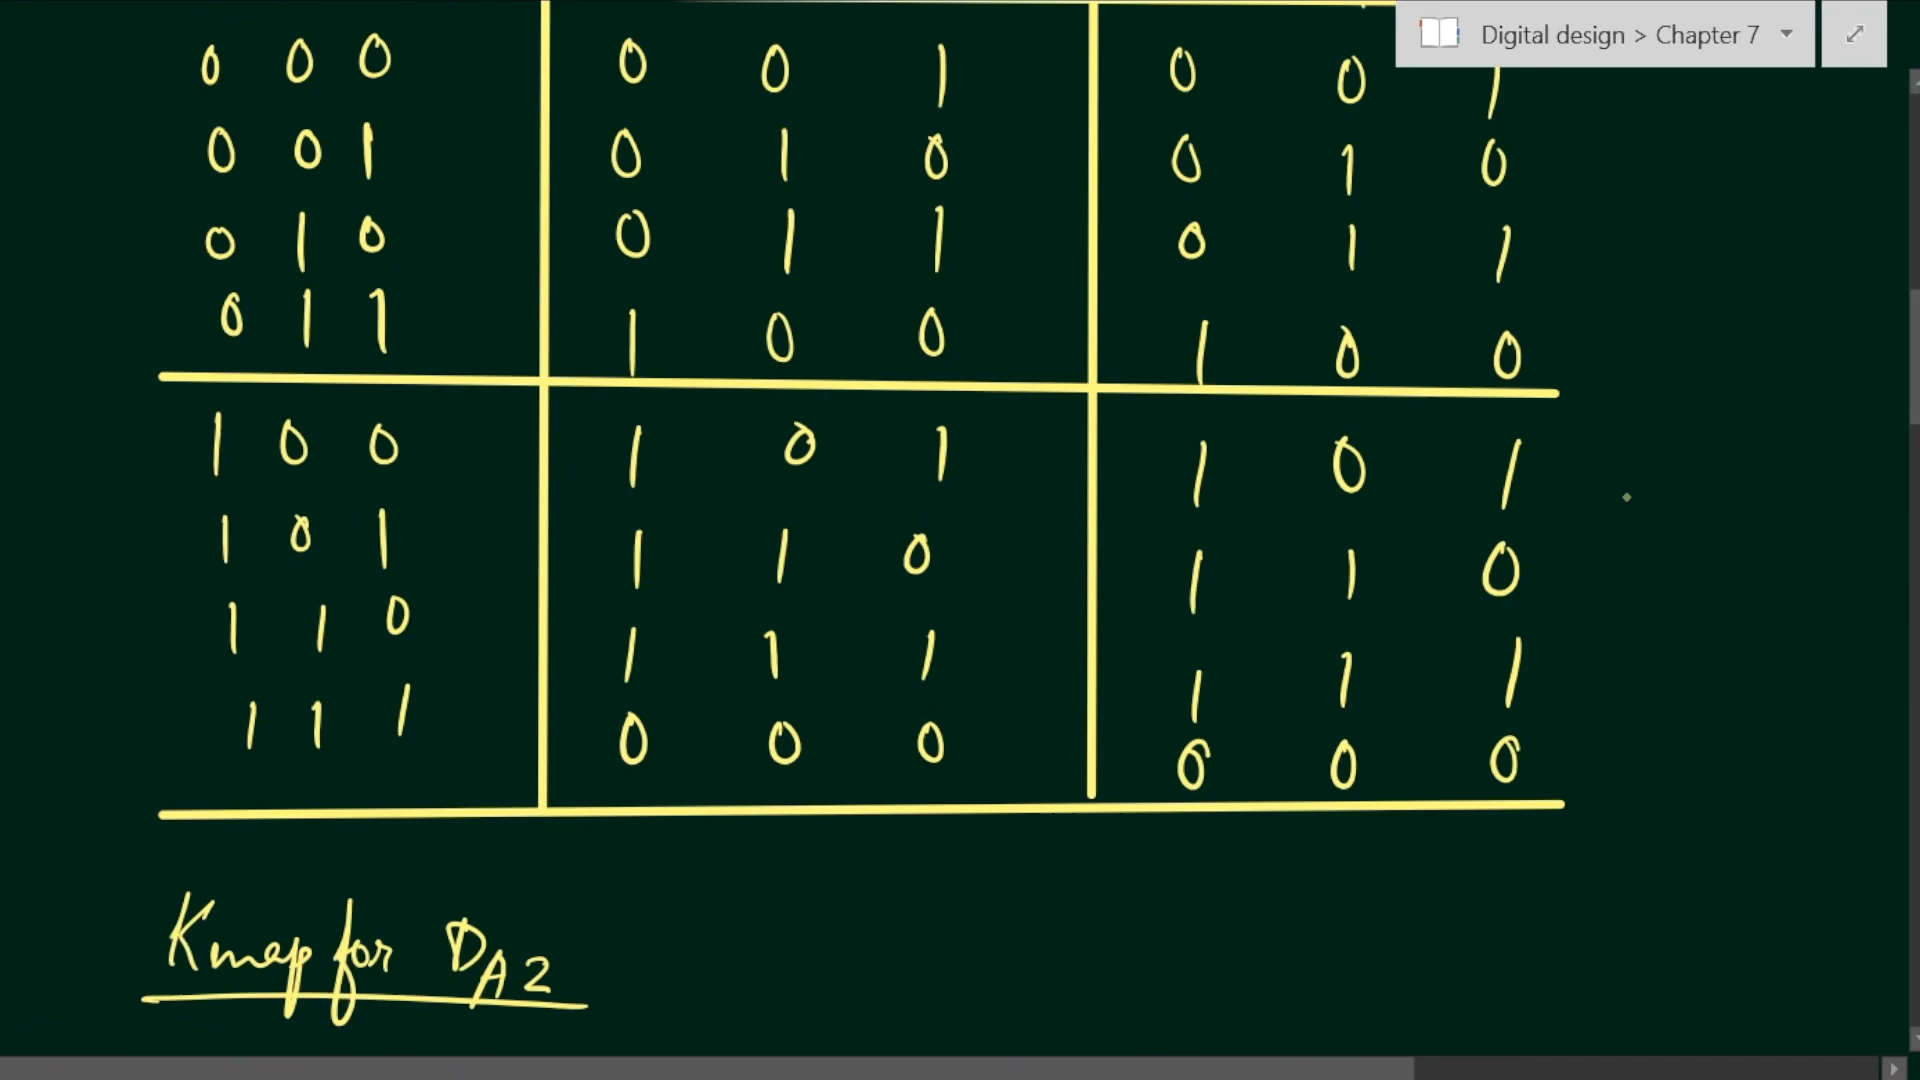 Digital design > Chapter 7
0 0 0 0 0 1 0 0 1
0 0 1 0 1 0 0 1 0
0 1 0 0 1 1 0 1 1
0 1 1 1 0 0 1 0 0
1 0 0 1 0 1 1 0 1
1 0 1 1 1 0 1 1 0
1 1 0 1 1 1 1 1 1
1 1 1 0 0 0 0 0 0
Kmap for DA2